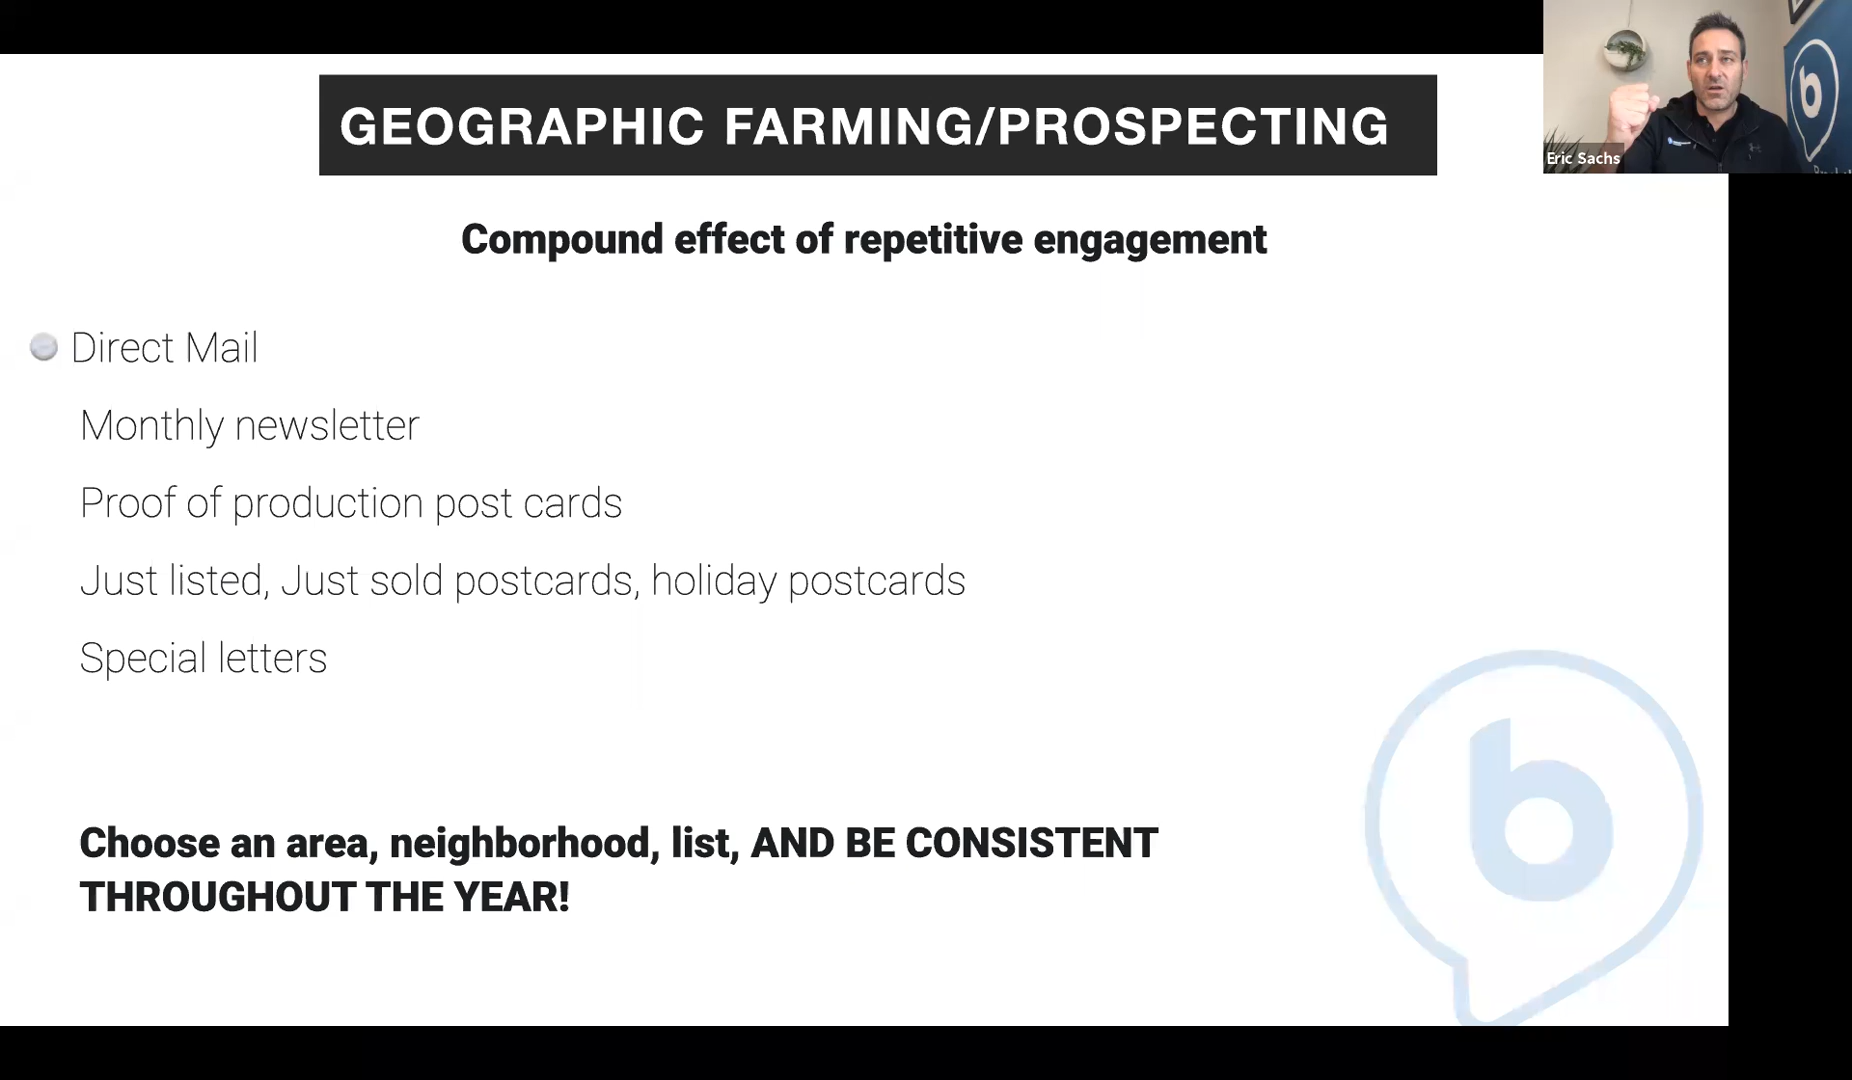 GEOGRAPHIC FARMING/PROSPECTING
Eric Sachs
Compound effect of repetitive engagement
Direct Mail
Monthly newsletter
Proof of production post cards
Just listed, Just sold postcards, holiday postcards
Special letters
Choose an area, neighborhood, list, AND BE CONSISTENT
THROUGHOUT THE YEAR!
b
b